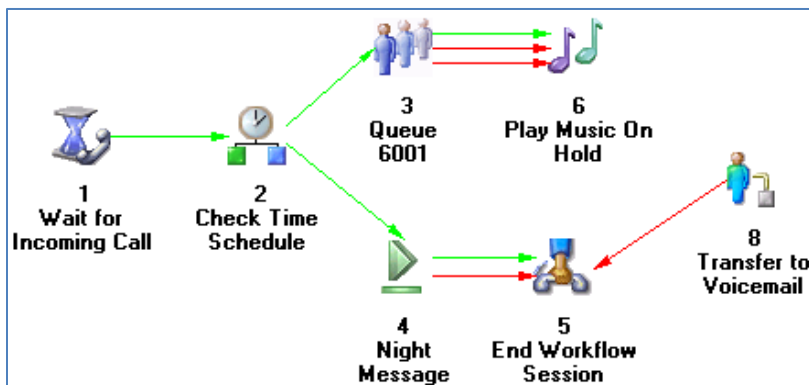 1
Wait for
Incoming Call
2
Check Time
Schedule
3
Queue
6001
6
Play Music On
Hold
4
Night
Message
5
End Workflow
Session
8
Transfer to
Voicemail